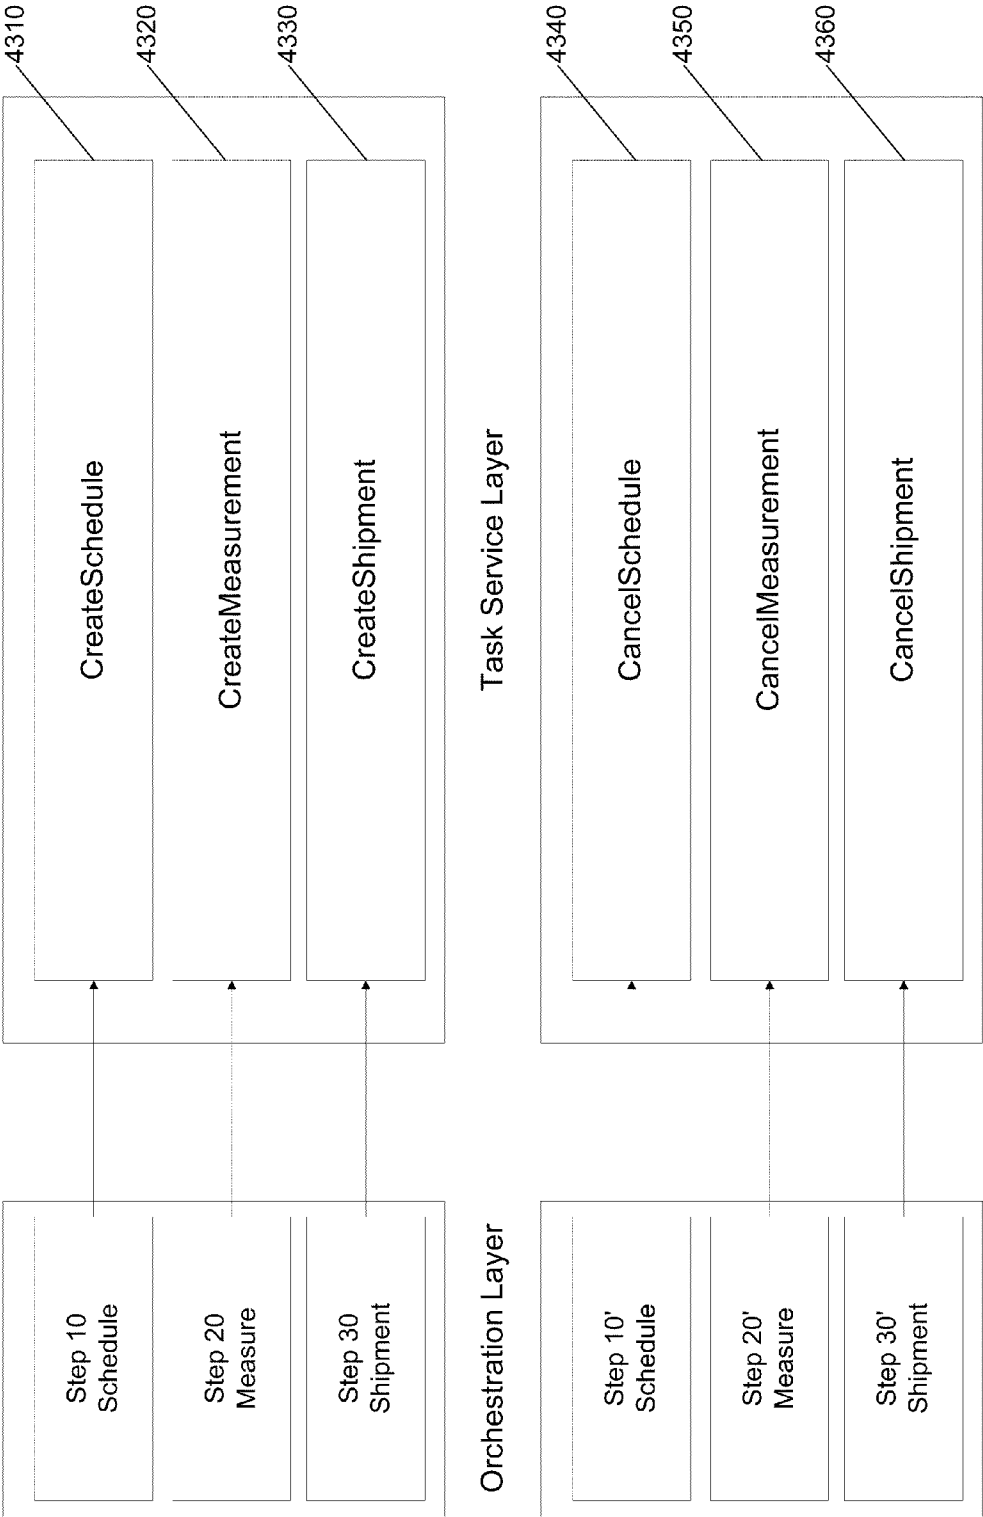 Step 10
Schedule
CreateSchedule
4310
Step 20
Measure
CreateMeasurement
4320
Step 30
Shipment
CreateShipment
4330
Orchestration Layer
Task Service Layer
Step 10'
Schedule
CancelSchedule
4340
Step 20'
Measure
CancelMeasurement
4350
Step 30'
Shipment
CancelShipment
4360